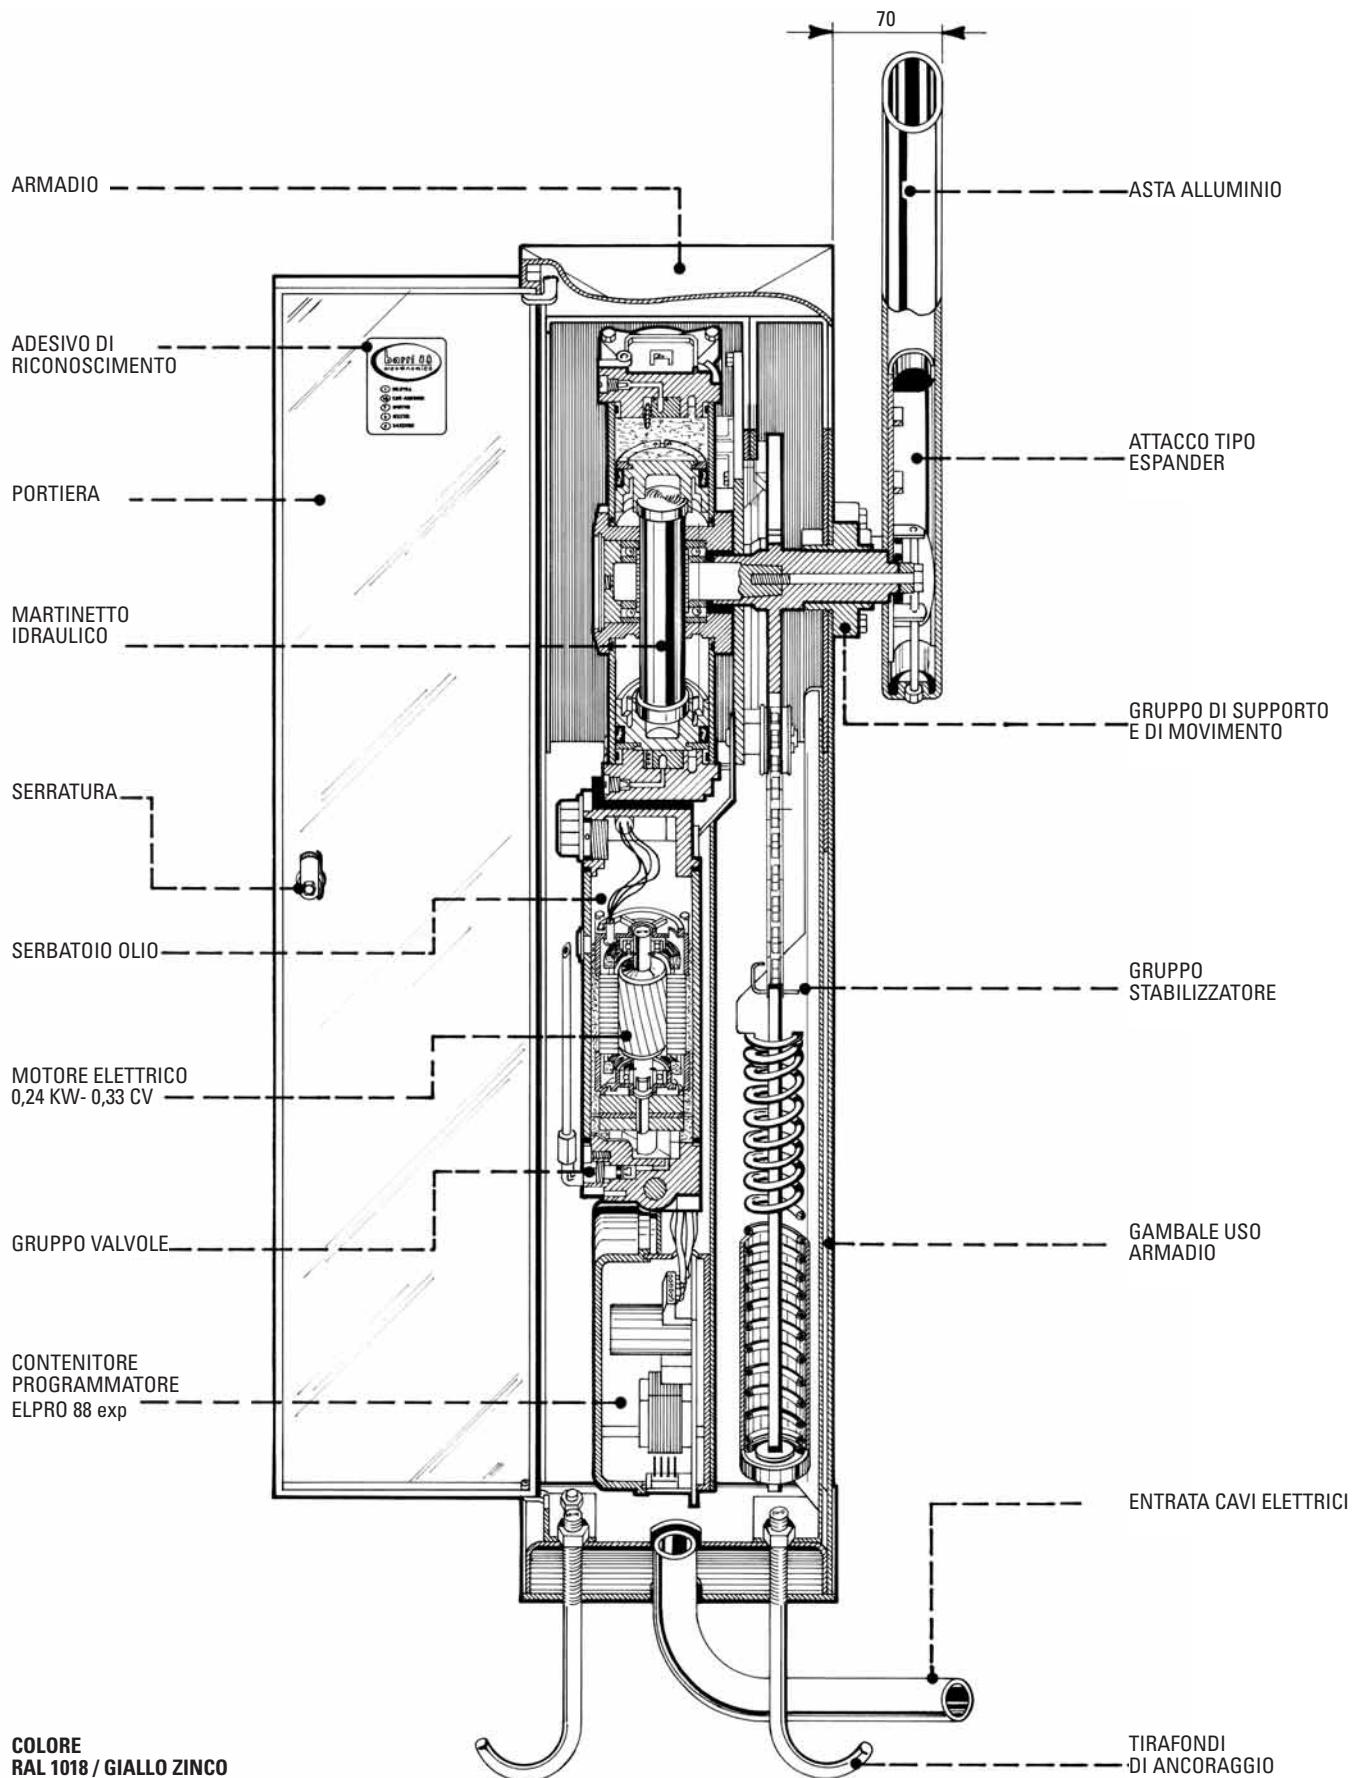 70
ARMADIO
ASTA ALLUMINIO
ADESIVO DI
RICONOSCIMENTO
ATTACCO TIPO
ESPANDER
PORTIERA
MARTINETTO
IDRAULICO
GRUPPO DI SUPPORTO
E DI MOVIMENTO
SERRATURA
SERBATOIO OLIO
GRUPPO
STABILIZZATORE
MOTORE ELETTRICO
0,24 KW- 0,33 CV
GRUPPO VALVOLE
GAMBALE USO
ARMADIO
CONTENITORE
PROGRAMMATORE
ELPRO 88 exp
ENTRATA CAVI ELETTRICI
COLORE
RAL 1018 / GIALLO ZINCO
TIRAFONDI
DI ANCORAGGIO